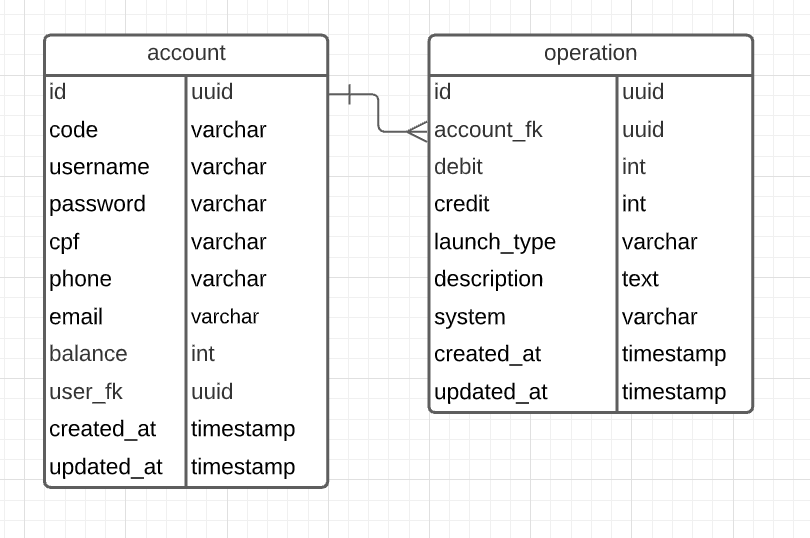 account
id uuid
code varchar
username varchar
password varchar
cpf varchar
phone varchar
email varchar
balance int
user_fk uuid
created_at timestamp
updated_at timestamp
operation
id uuid
account_fk uuid
debit int
credit int
launch_type varchar
description text
system varchar
created_at timestamp
updated_at timestamp